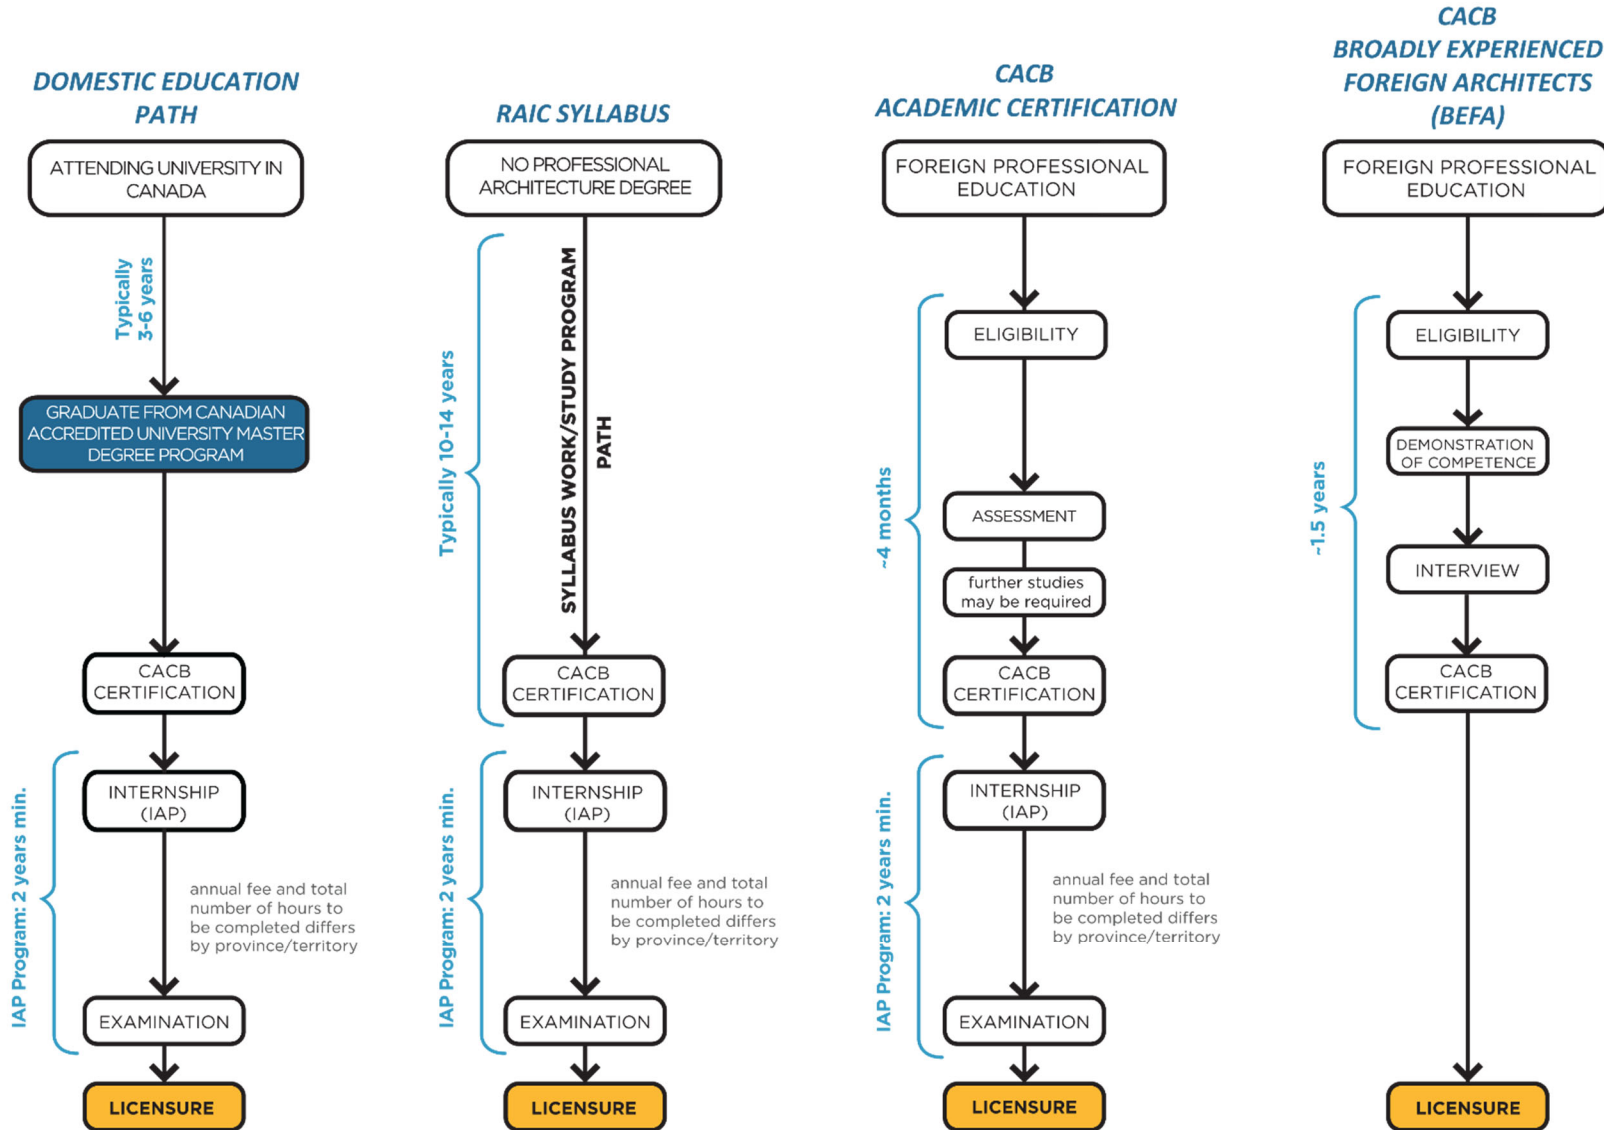 DOMESTIC EDUCATION
PATH
ATTENDING UNIVERSITY IN
CANADA
Typically
3-6 years
GRADUATE FROM CANADIAN
ACCREDITED UNIVERSITY MASTER
DEGREE PROGRAM
CACB
CERTIFICATION
INTERNSHIP
(IAP)
IAP Program: 2 years min.
annual fee and total
number of hours to
be completed differs
by province/territory
EXAMINATION
LICENSURE
RAIC SYLLABUS
NO PROFESSIONAL
ARCHITECTURE DEGREE
Typically 10-14 years
SYLLABUS WORK/STUDY PROGRAM
PATH
CACB
CERTIFICATION
INTERNSHIP
(IAP)
IAP Program: 2 years min.
annual fee and total
number of hours to
be completed differs
by province/territory
EXAMINATION
LICENSURE
CACB
ACADEMIC CERTIFICATION
FOREIGN PROFESSIONAL
EDUCATION
ELIGIBILITY
~4 months
ASSESSMENT
further studies
may be required
CACB
CERTIFICATION
INTERNSHIP
(IAP)
IAP Program: 2 years min.
annual fee and total
number of hours to
be completed differs
by province/territory
EXAMINATION
LICENSURE
CACB
BROADLY EXPERIENCED
FOREIGN ARCHITECTS
(BEFA)
FOREIGN PROFESSIONAL
EDUCATION
ELIGIBILITY
~1.5 years
DEMONSTRATION
OF COMPETENCE
INTERVIEW
CACB
CERTIFICATION
LICENSURE